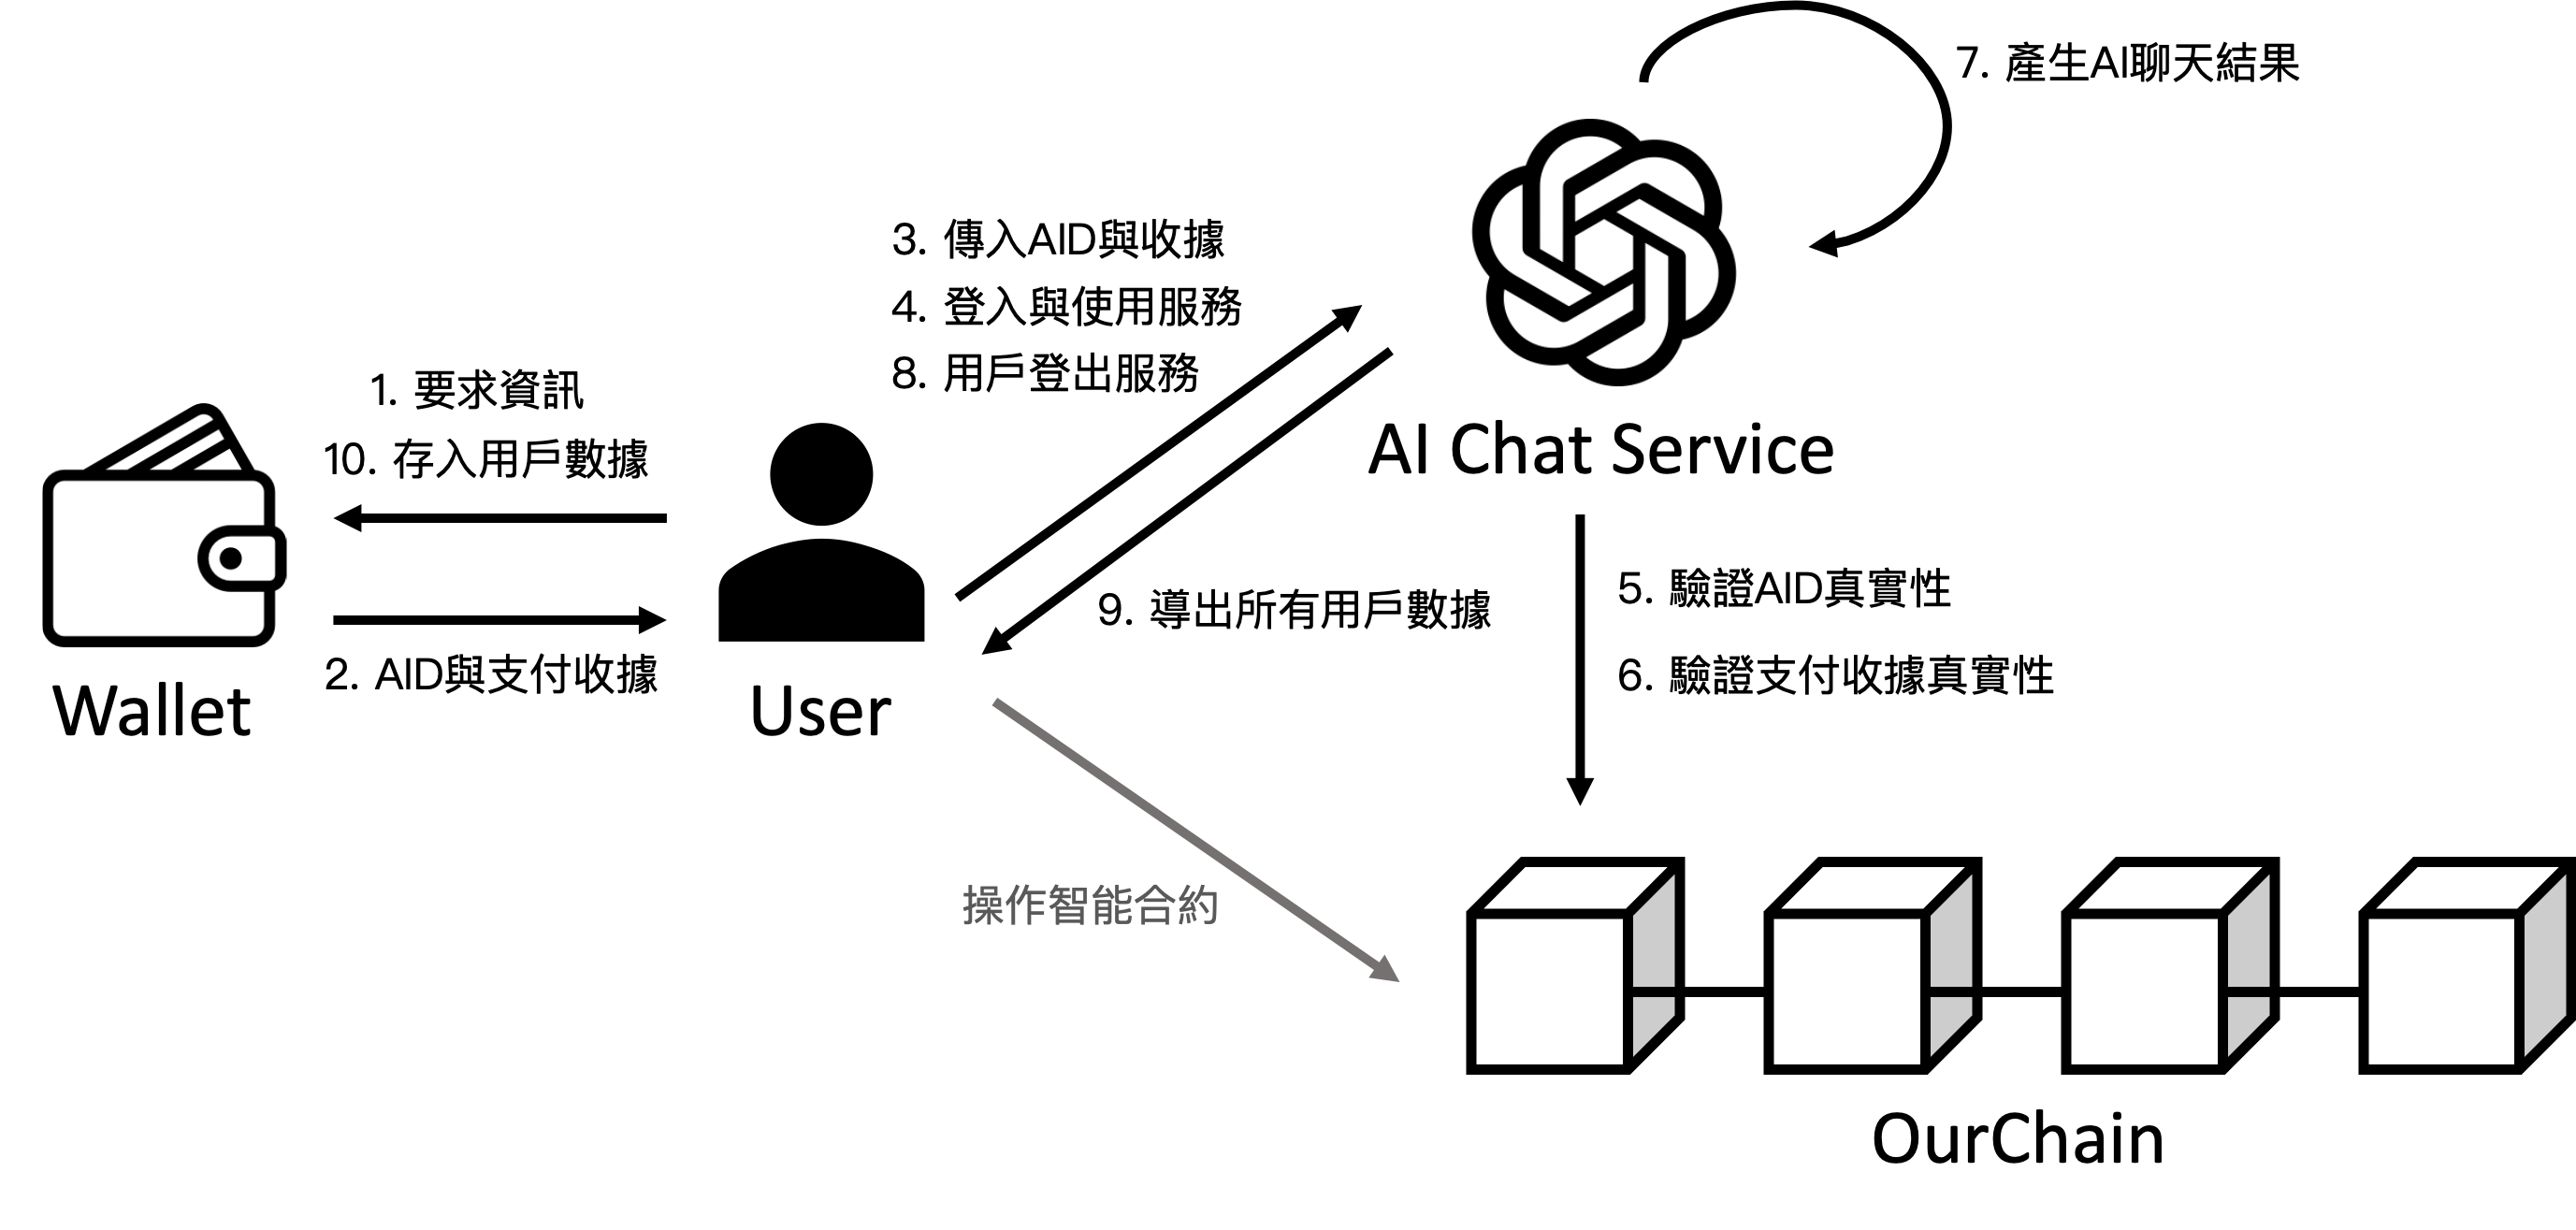 7. 產生AI聊天結果
3. 傳入AID與收據
4. 登入與使用服務
8. 用戶登出服務
1. 要求資訊
10. 存入用戶數據
AI Chat Service
5. 驗證AID真實性
9. 導出所有用戶數據
6. 驗證支付收據真實性
2. AID與支付收據
Wallet
User
操作智能合約
OurChain